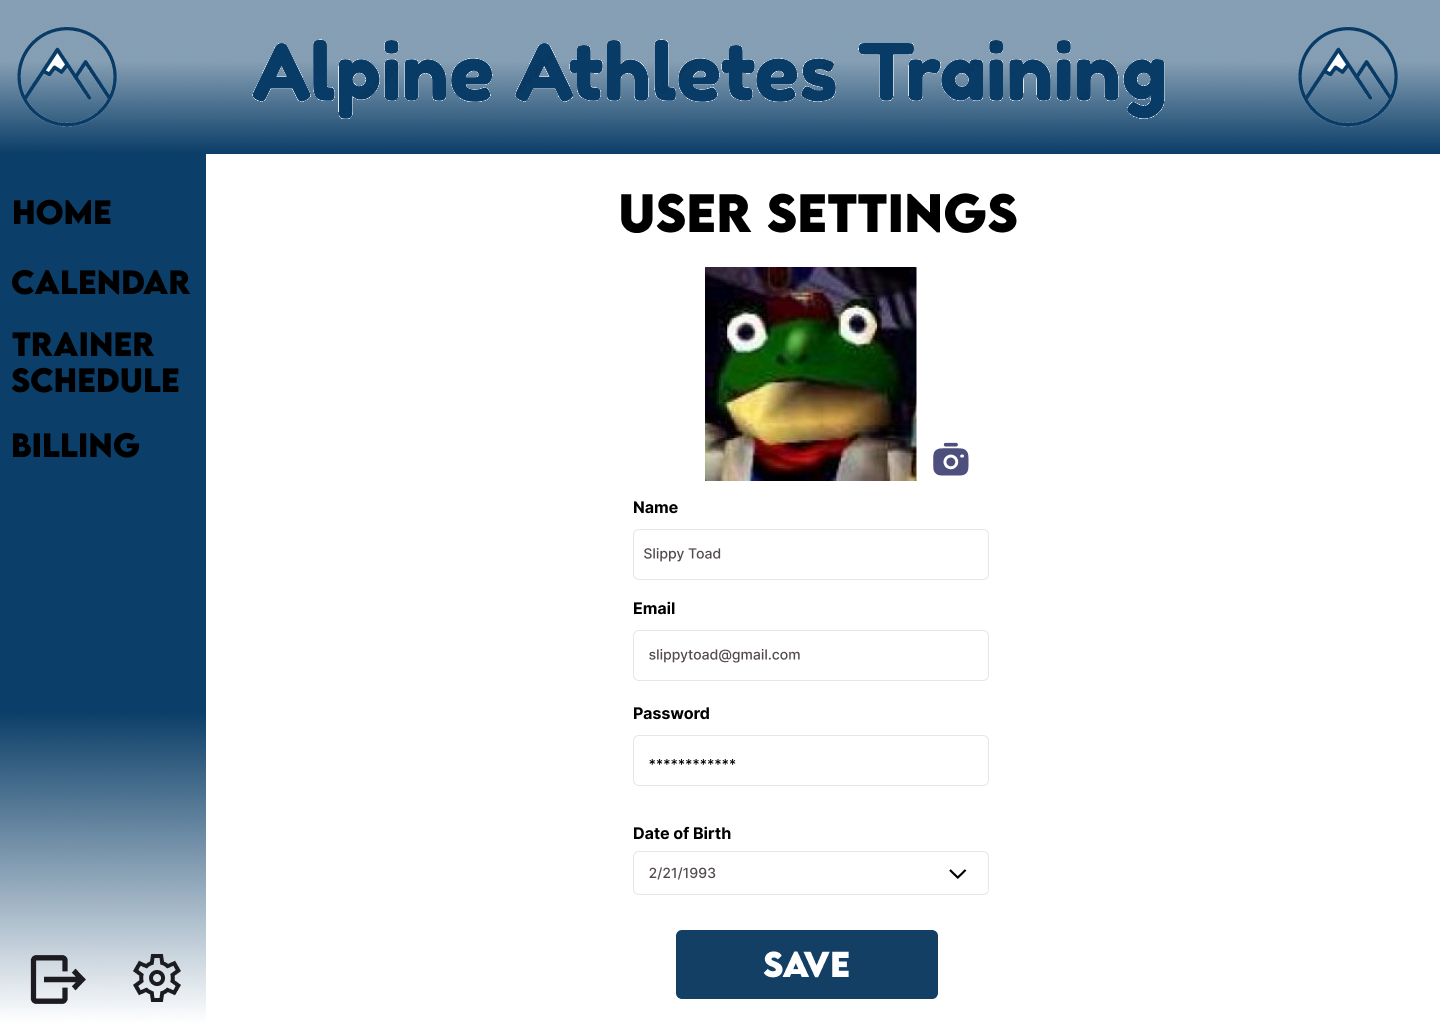 Alpine Athletes Training
HOME
CALENDAR
TRAINER
SCHEDULE
BILLING
USER SETTINGS
Name
Slippy Toad
Email
slippytoad@gmail.com
Password
************
Date of Birth
2/21/1993
SAVE